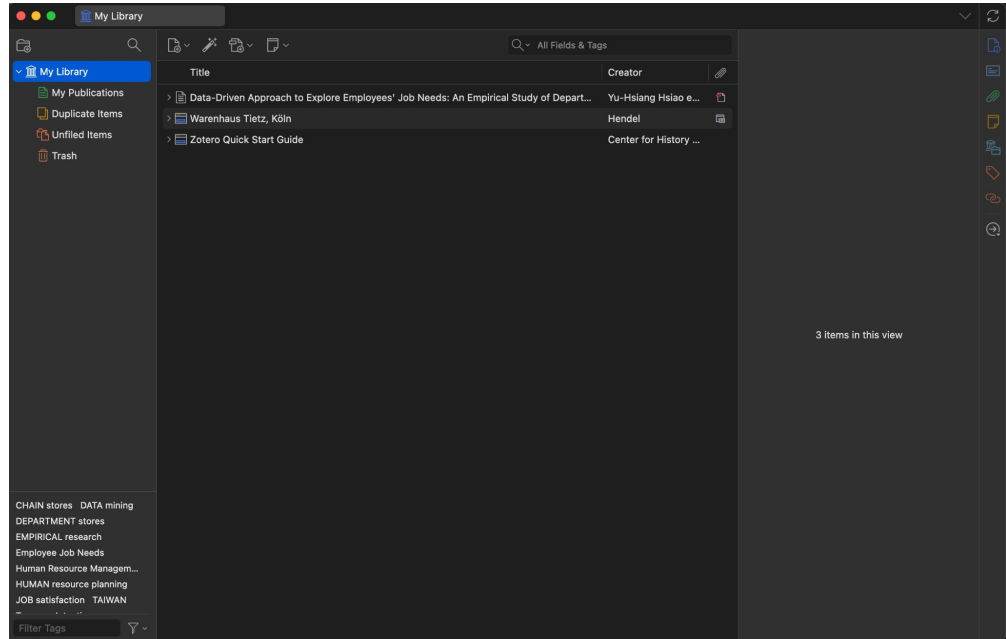 My Library
All Fields & Tags
My Library
My Publications
Duplicate Items
Unfiled Items
Trash
Title Creator
Data-Driven Approach to Explore Employees' Job Needs: An Empirical Study of Depart... Yu-Hsiang Hsiao e...
Warenhaus Tietz, Köln Hendel
Zotero Quick Start Guide Center for History ...
3 items in this view
CHAIN stores DATA mining
DEPARTMENT stores
EMPIRICAL research
Employee Job Needs
Human Resource Managem...
HUMAN resource planning
JOB satisfaction TAIWAN
Filter Tags